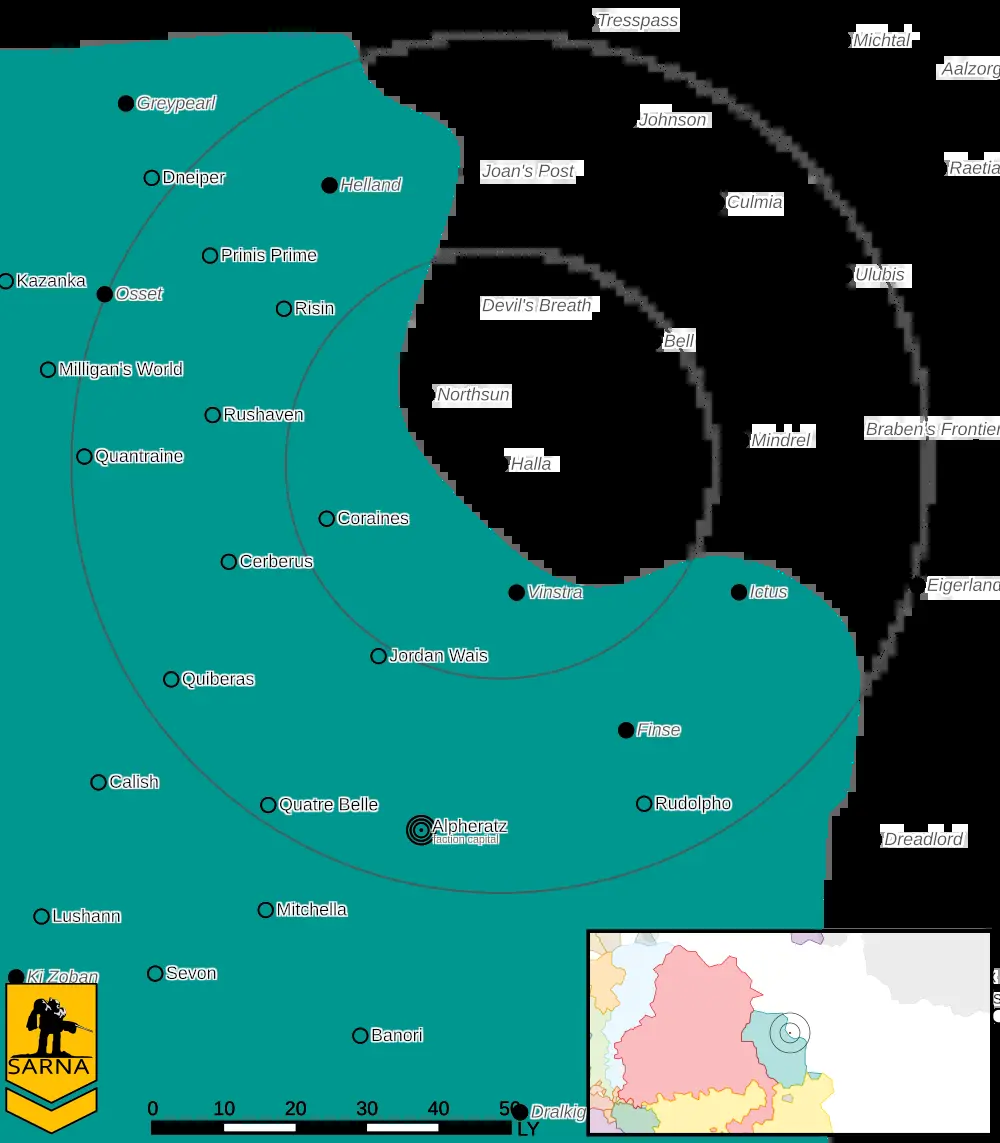 Tresspass
Michtal
Aalzorg
Greypearl
Johnson
Joan's Post
Raetia
Dneiper
Helland
Culmia
Prinis Prime
Ulubis
Kazanka
Osset
Risin
Devil's Breath
Bell
Milligan's World
Northsun
Rushaven
Braben's Frontier
Mindrel
Quantraine
Halla
Coraines
Cerberus
Eigerland
Vinstra
Ictus
Jordan Wais
Quiberas
Finse
Calish
Quatre Belle
Rudolpho
Alpheratz
faction capital
Dreadlord
Mitchella
Lushann
Sevon
Ki Zoban
Banori
SARNA
0 10 20 30 40 50
LY
Dralkig